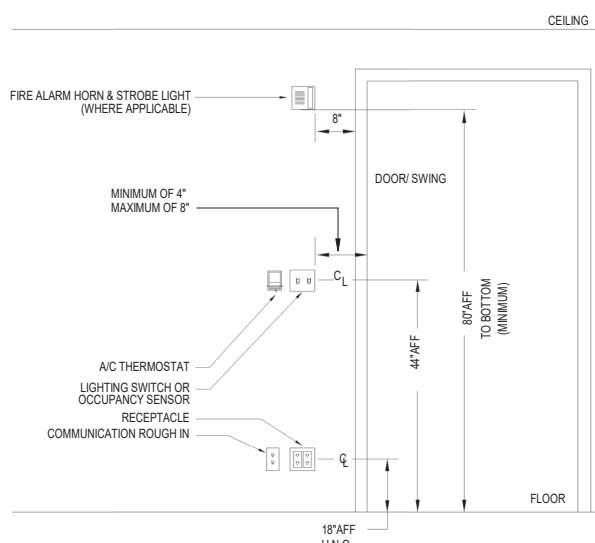 CEILING
FIRE ALARM HORN & STROBE LIGHT
(WHERE APPLICABLE)
8"
DOOR/ SWING
MINIMUM OF 4"
MAXIMUM OF 8"
CL
80"AFF
TO BOTTOM
(MINIMUM)
44"AFF
A/C THERMOSTAT
LIGHTING SWITCH OR
OCCUPANCY SENSOR
RECEPTACLE
COMMUNICATION ROUGH IN
CL
FLOOR
18"AFF
U.N.O.